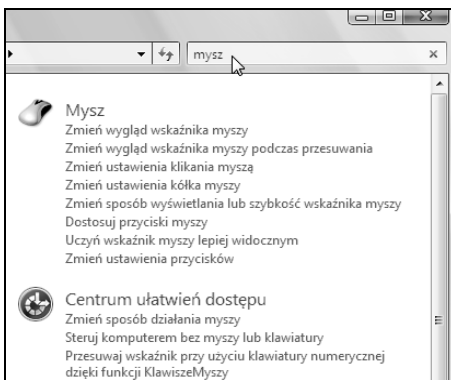 mysz
Mysz
Zmień wygląd wskaźnika myszy
Zmień wygląd wskaźnika myszy podczas przesuwania
Zmień ustawienia klikania myszą
Zmień ustawienia kółka myszy
Zmień sposób wyświetlania lub szybkość wskaźnika myszy
Dostosuj przyciski myszy
Uczyń wskaźnik myszy lepiej widocznym
Zmień ustawienia przycisków
Centrum ułatwień dostępu
Zmień sposób działania myszy
Steruj komputerem bez myszy lub klawiatury
Przesuwaj wskaźnik przy użyciu klawiatury numerycznej
dzięki funkcji KlawiszeMyszy